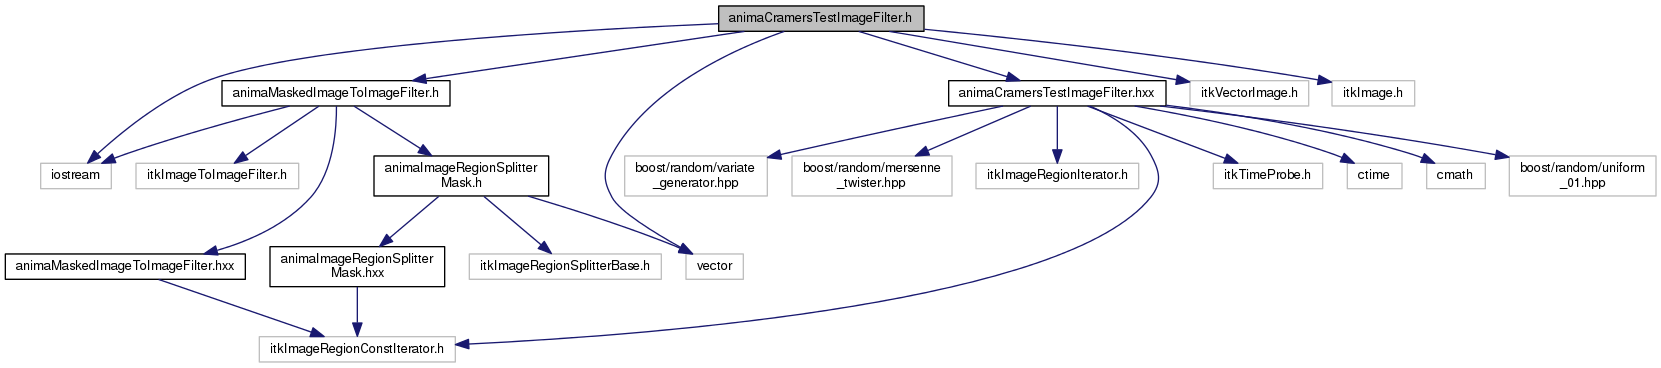 animaCramersTestImageFilter.h
animaMaskedImageToImageFilter.h
animaCramersTestImageFilter.hxx
itkVectorImage.h
itkImage.h
iostream
itkImageToImageFilter.h
animaImageRegionSplitter
Mask.h
boost/random/variate
_generator.hpp
boost/random/mersenne
_twister.hpp
itkImageRegionIterator.h
itkTimeProbe.h
ctime
cmath
boost/random/uniform
_01.hpp
animaMaskedImageToImageFilter.hxx
animaImageRegionSplitter
Mask.hxx
itkImageRegionSplitterBase.h
vector
itkImageRegionConstIterator.h